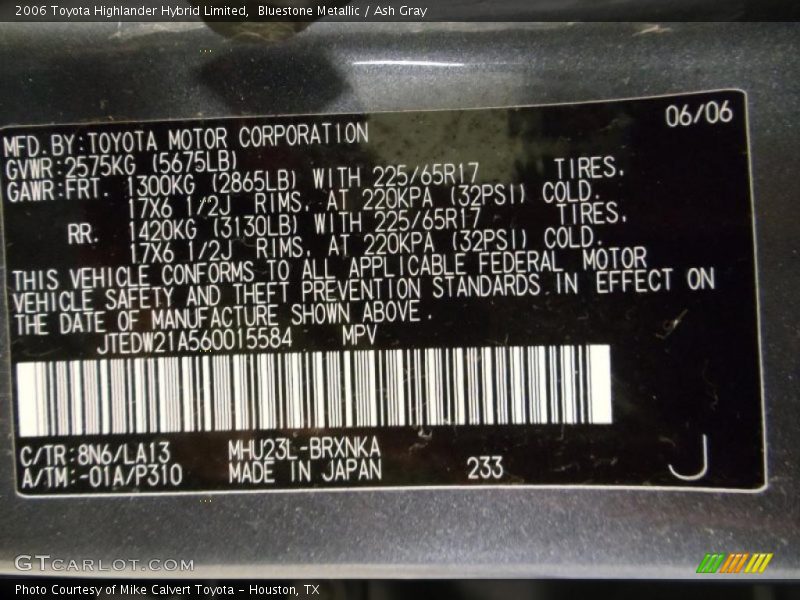 2006 Toyota Highlander Hybrid Limited,  Bluestone Metallic / Ash Gray
06/06
MFD.BY:TOYOTA MOTOR CORPORATION
GVWR:2575KG (5675LB)
GAWR:FRT. 1300KG (2865LB) WITH 225/65R17 TIRES,
17X6 1/2J RIMS, AT 220KPA (32PSI) COLD.
RR. 1420KG (3130LB) WITH 225/65R17 TIRES,
17X6 1/2J RIMS, AT 220KPA (32PSI) COLD.
THIS VEHICLE CONFORMS TO ALL APPLICABLE FEDERAL MOTOR
VEHICLE SAFETY AND THEFT PREVENTION STANDARDS IN EFFECT ON
THE DATE OF MANUFACTURE SHOWN ABOVE.
JTEDW21A560015584 MPV
C/TR:8N6/LA13 MHU23L-BRXNKA
A/TM:-01A/P310 MADE IN JAPAN 233 J
GTCARLOT.COM
Photo Courtesy of Mike Calvert Toyota – Houston, TX